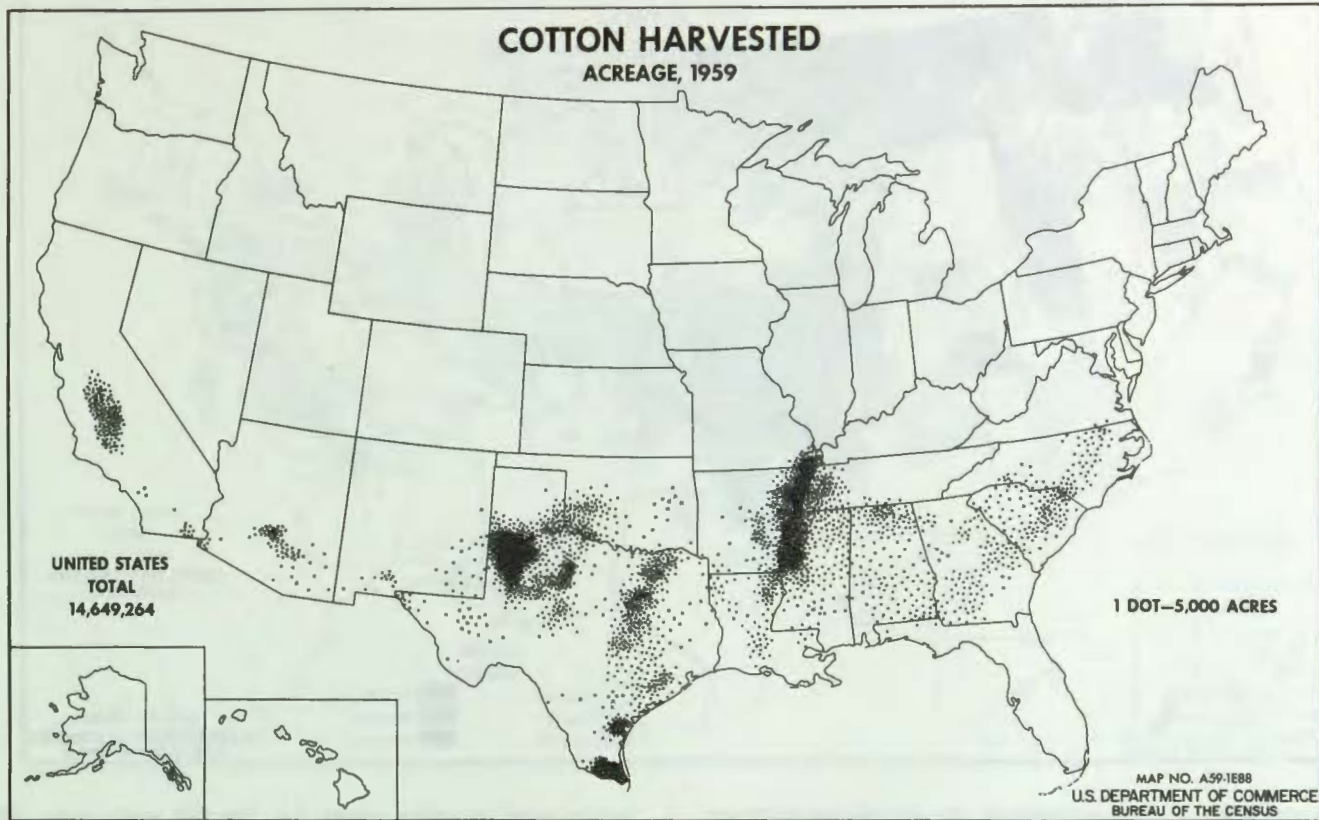 COTTON HARVESTED
ACREAGE, 1959
UNITED STATES
TOTAL
14,649,264
1 DOT—5,000 ACRES
MAP NO. A59-1E88
U.S. DEPARTMENT OF COMMERCE
BUREAU OF THE CENSUS